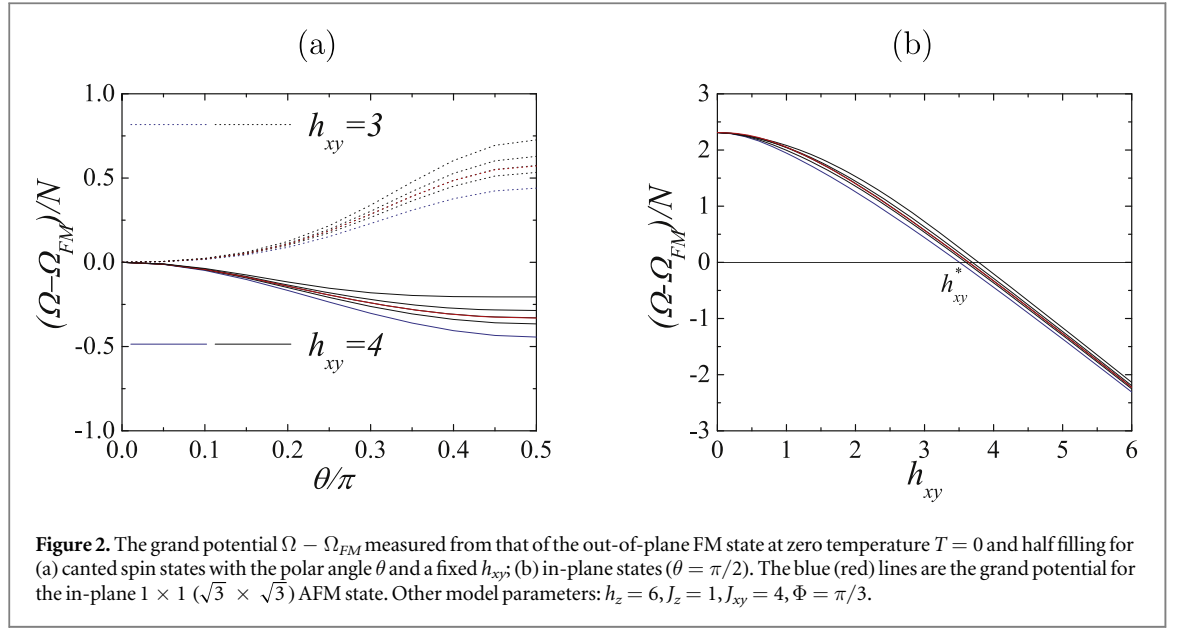 (a)
(b)
1.0
0.5
0.0
-0.5
-1.0
(Ω−Ω_FM)/N
h_xy=3
h_xy=4
0.0 0.1 0.2 0.3 0.4 0.5
θ/π
3
2
1
0
-1
-2
-3
(Ω-Ω_FM)/N
h*_xy
0 1 2 3 4 5 6
h_xy
Figure 2. The grand potential Ω − Ω_FM measured from that of the out-of-plane FM state at zero temperature T = 0 and half filling for
(a) canted spin states with the polar angle θ and a fixed h_xy; (b) in-plane states (θ = π/2). The blue (red) lines are the grand potential for
the in-plane 1 × 1 (√3 × √3) AFM state. Other model parameters: h_z = 6, J_z = 1, J_xy = 4, Φ = π/3.